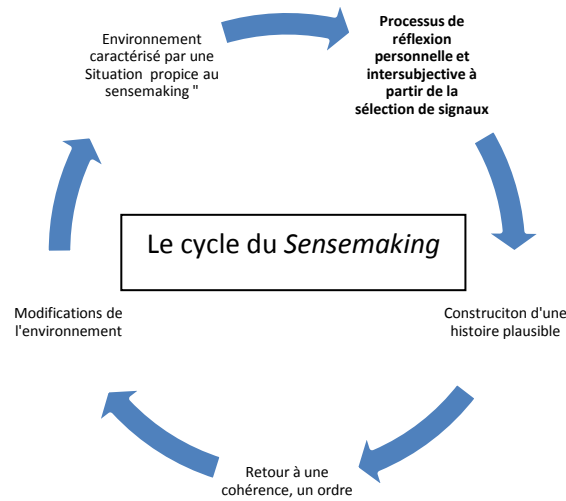 Environnement
caractérisé par une
Situation propice au
sensemaking "
Processus de
réflexion
personnelle et
intersubjective à
partir de la
sélection de signaux
Le cycle du Sensemaking
Construciton d'une
histoire plausible
Retour à une
cohérence, un ordre
Modifications de
l'environnement